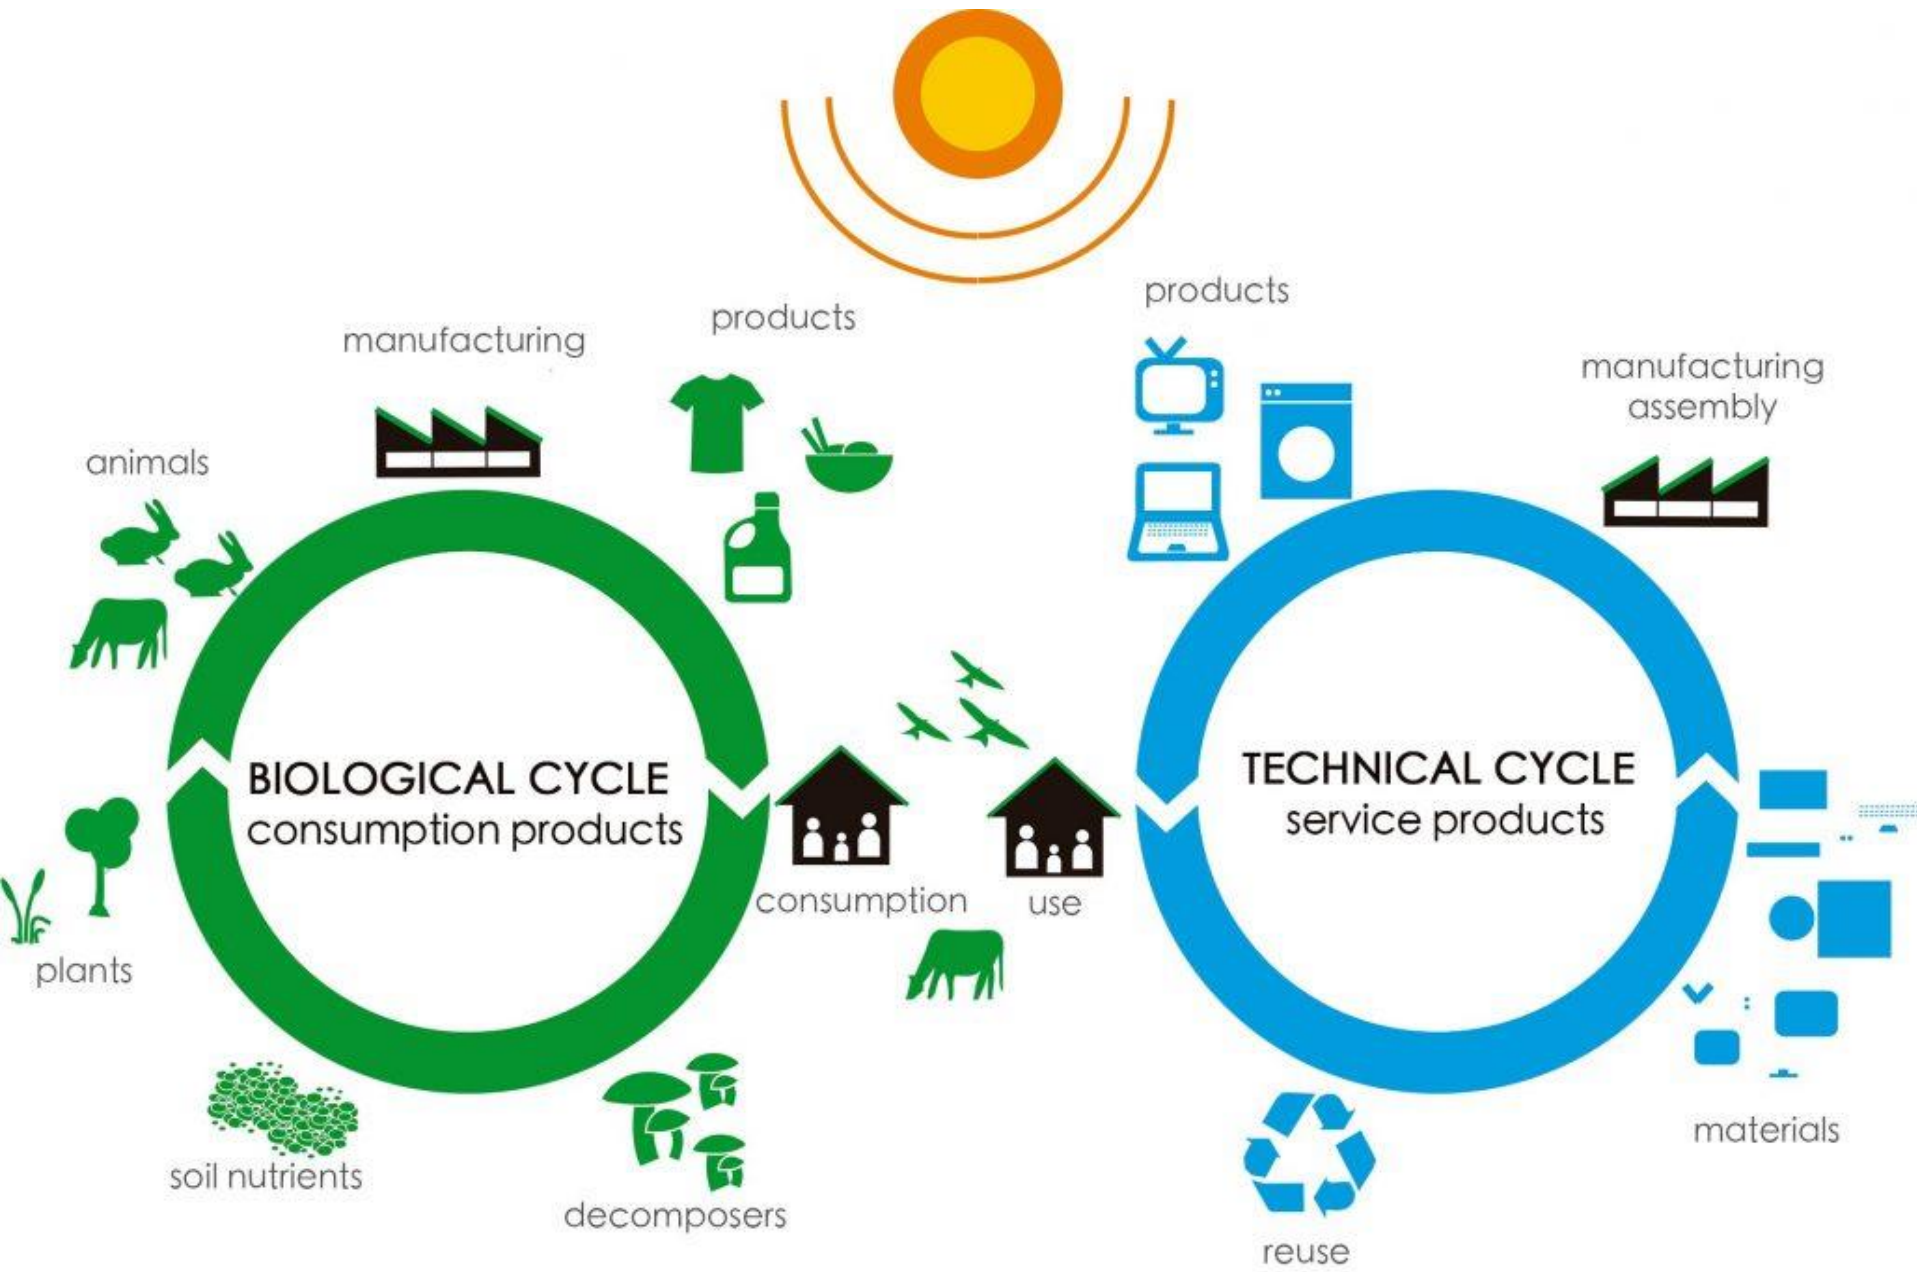 products
products
manufacturing
manufacturing
assembly
animals
BIOLOGICAL CYCLE
consumption products
TECHNICAL CYCLE
service products
consumption
use
plants
materials
soil nutrients
decomposers
reuse